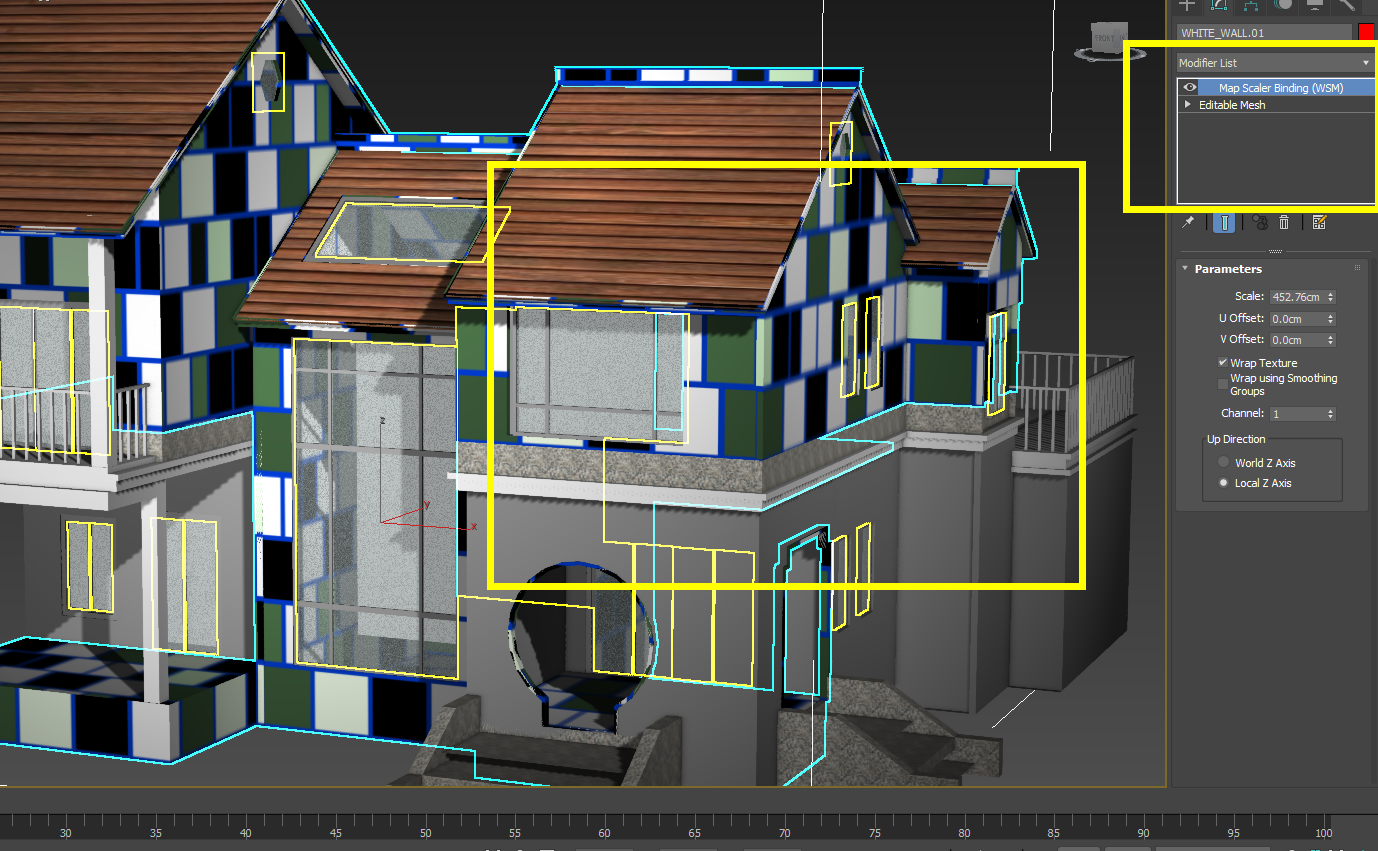 WHITE_WALL.01
FRONT
Modifier List
Map Scaler Binding (WSM)
Editable Mesh
Parameters
Scale: 452.76cm
U Offset: 0.0cm
V Offset: 0.0cm
Wrap Texture
Wrap using Smoothing
Groups
Channel: 1
Up Direction
World Z Axis
Local Z Axis
z
y
x
30 35 40 45 50 55 60 65 70 75 80 85 90 95 100